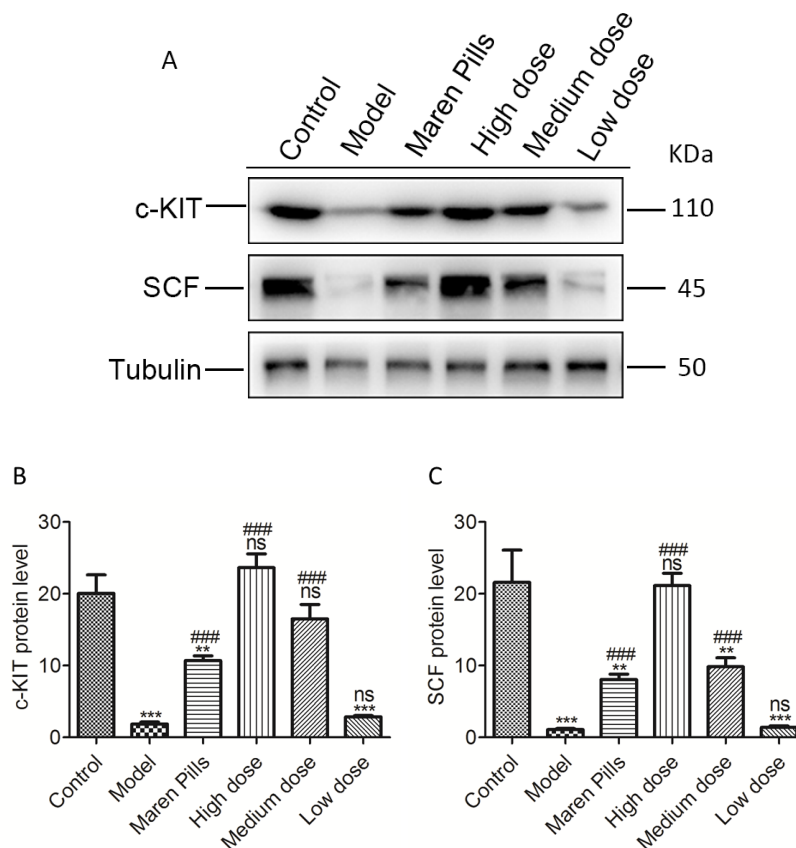 A
Control
Model
Maren Pills
High dose
Medium dose
Low dose
KDa
c-KIT
110
SCF
45
Tubulin
50
B
c-KIT protein level
30
20
10
0
***
###
**
###
ns
###
ns
ns
***
Control
Model
Maren Pills
High dose
Medium dose
Low dose
C
SCF protein level
30
20
10
0
***
###
**
###
ns
###
**
ns
***
Control
Model
Maren Pills
High dose
Medium dose
Low dose